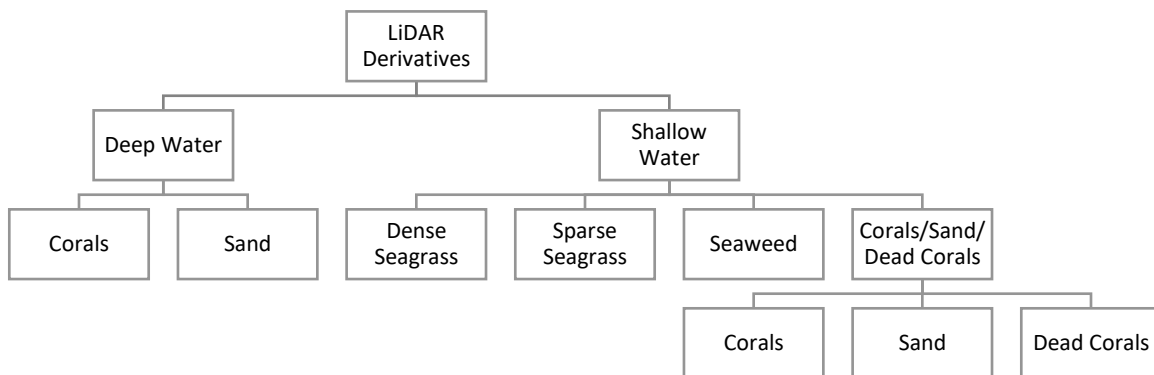 LiDAR
Derivatives
Deep Water
Shallow
Water
Corals
Sand
Dense
Seagrass
Sparse
Seagrass
Seaweed
Corals/Sand/
Dead Corals
Corals
Sand
Dead Corals